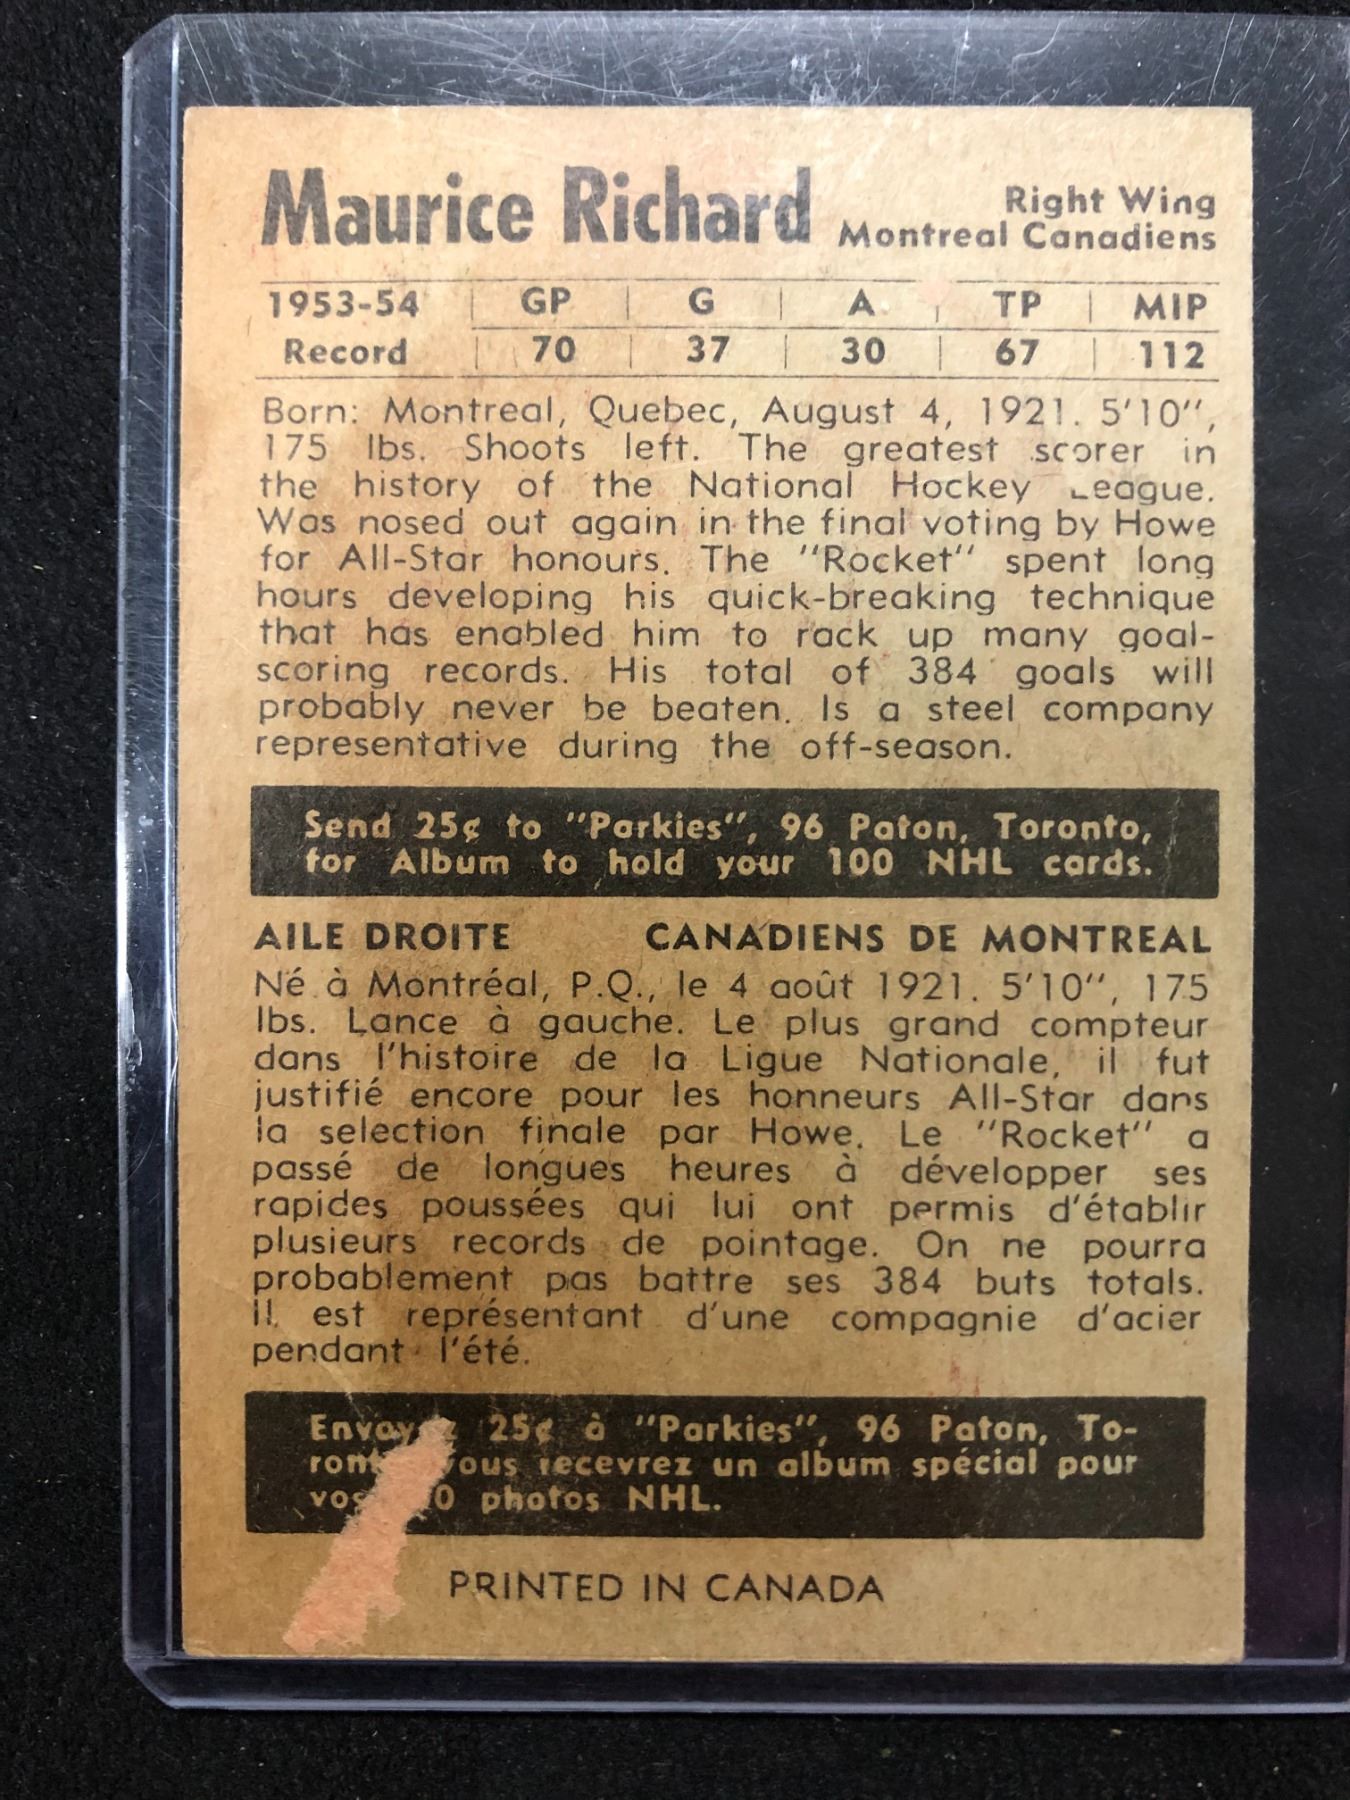 Maurice Richard
Right Wing
Montreal Canadiens
1953-54 | GP | G | A | TP | MIP
Record | 70 | 37 | 30 | 67 | 112
Born: Montreal, Quebec, August 4, 1921. 5'10",
175 lbs. Shoots left. The greatest scorer in
the history of the National Hockey League.
Was nosed out again in the final voting by Howe
for All-Star honours. The "Rocket" spent long
hours developing his quick-breaking technique
that has enabled him to rack up many goal-
scoring records. His total of 384 goals will
probably never be beaten. Is a steel company
representative during the off-season.
Send 25¢ to "Parkies", 96 Paton, Toronto,
for Album to hold your 100 NHL cards.
AILE DROITE CANADIENS DE MONTREAL
Né à Montréal, P.Q., le 4 août 1921. 5'10", 175
lbs. Lance à gauche. Le plus grand compteur
dans l'histoire de la Ligue Nationale, il fut
justifié encore pour les honneurs All-Star dans
la selection finale par Howe. Le "Rocket" a
passé de longues heures à développer ses
rapides poussées qui lui ont permis d'établir
plusieurs records de pointage. On ne pourra
probablement pas battre ses 384 buts totals.
Il est représentant d'une compagnie d'acier
pendant l'été.
Envoyez 25¢ à "Parkies", 96 Paton, To-
recevrez un album spécial pour
photos NHL.
PRINTED IN CANADA